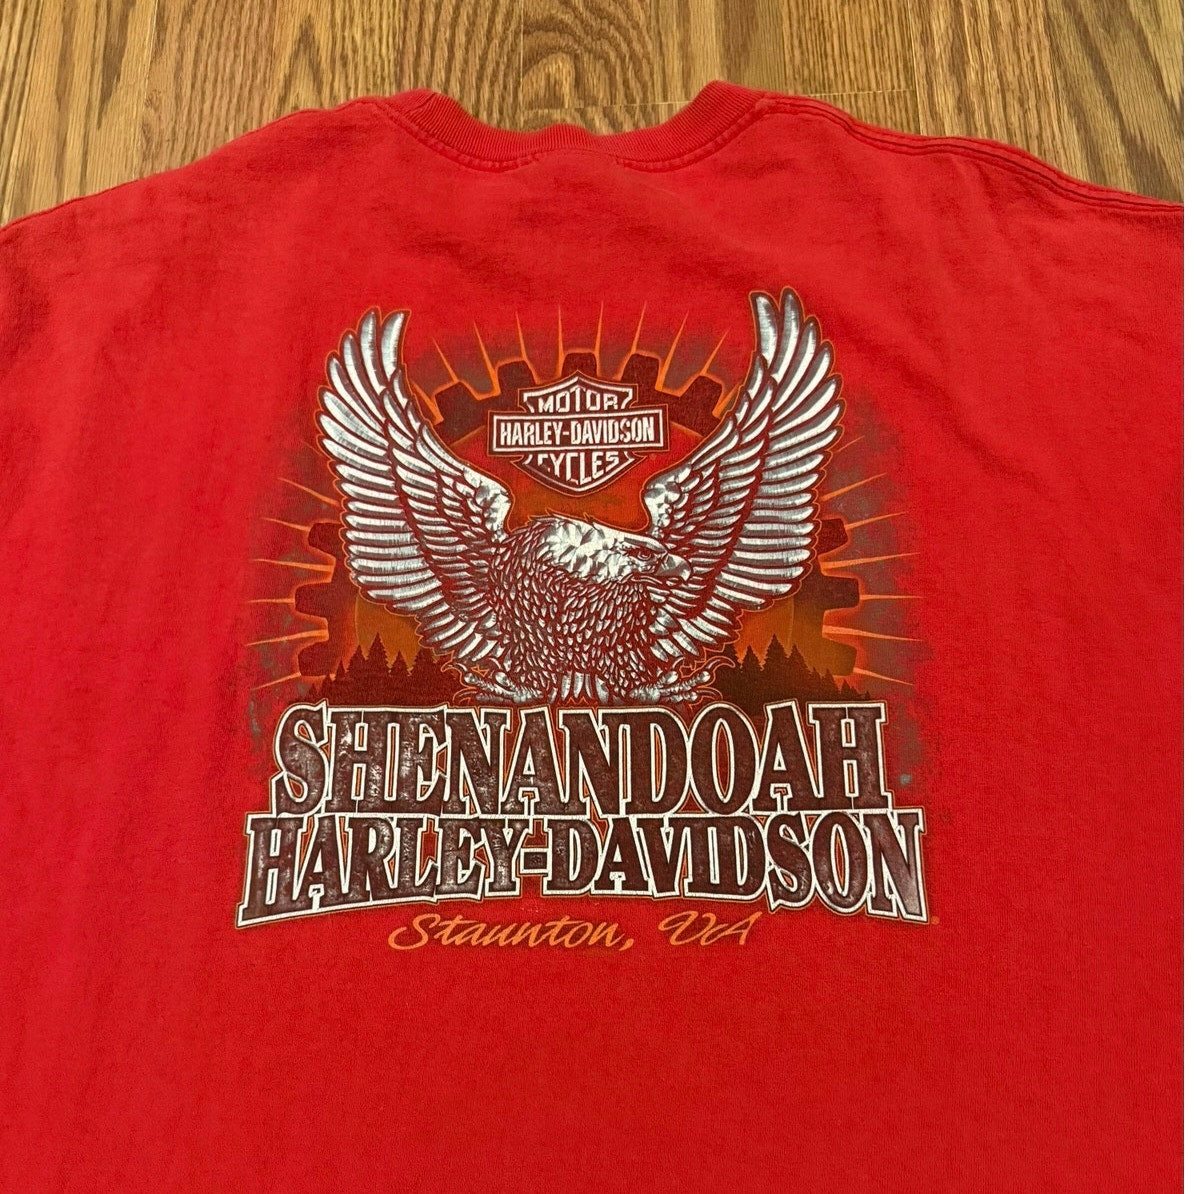 MOTOR
HARLEY-DAVIDSON
CYCLES
SHENANDOAH
HARLEY-DAVIDSON
Staunton, VA